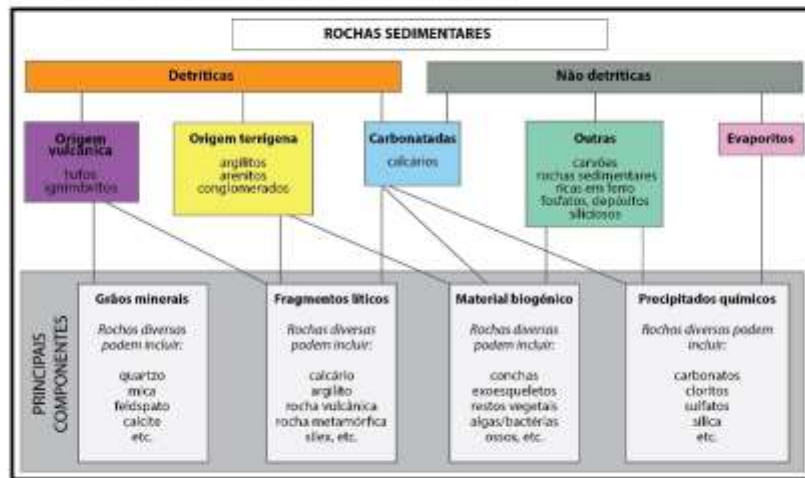 ROCHAS SEDIMENTARES
Detríticas
Não detríticas
Origem
vulcânica
tufos
ignimbritos
Origem terrígena
argilitos
arenitos
conglomerados
Carbonatadas
calcários
Outras
carvões
rochas sedimentares
ricas em ferro
fosfatos, depósitos
siliciosos
Evaporitos
PRINCIPAIS
COMPONENTES
Grãos minerais
Rochas diversas
podem incluir:
quartzo
mica
feldspato
calcite
etc.
Fragmentos líticos
Rochas diversas
podem incluir:
calcário
argilito
rocha vulcânica
rocha metamórfica
sílex, etc.
Material biogénico
Rochas diversas
podem incluir:
conchas
exoesqueletos
restos vegetais
algas/bactérias
ossos, etc.
Precipitados químicos
Rochas diversas podem
incluir:
carbonatos
cloritos
sulfatos
sílica
etc.